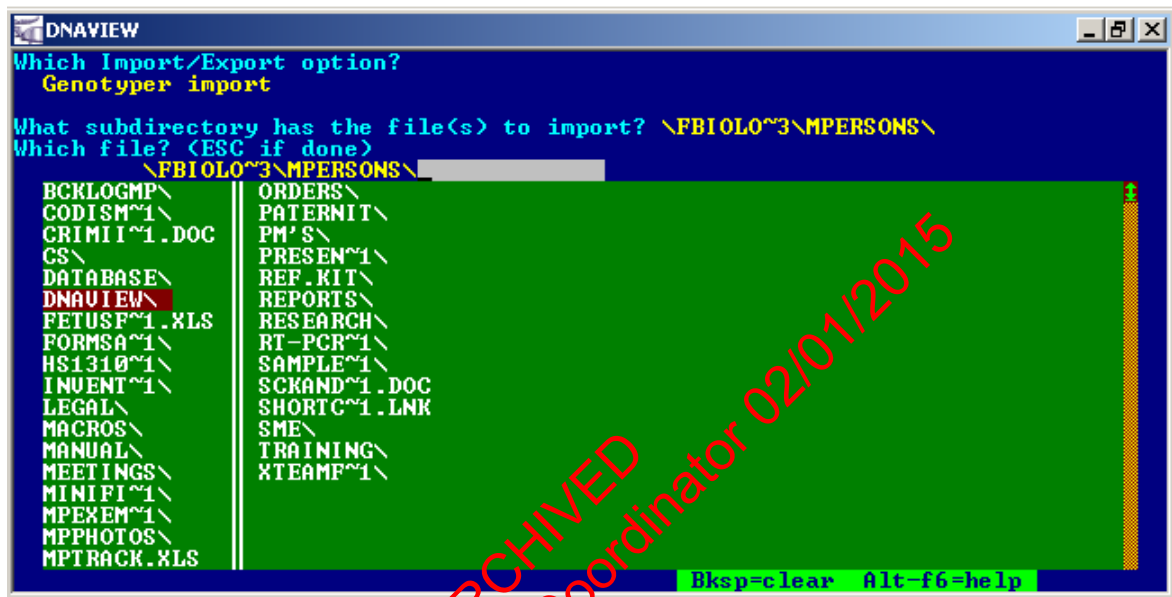 DNAVIEW
Which Import/Export option?
Genotyper import
What subdirectory has the file(s) to import? \FBIOLO~3\MPERSONS\
Which file? (ESC if done)
\FBIOLO~3\MPERSONS\_
BCKLOGMP\
CODISM~1\
CRIMII~1.DOC
CS\
DATABASE\
DNAVIEW\
FETUSF~1.XLS
FORMSA~1\
HS1310~1\
INVENT~1\
LEGAL\
MACROS\
MANUAL\
MEETINGS\
MINIFI~1\
MPEXEM~1\
MPPHOTOS\
MPTRACK.XLS
ORDERS\
PATERNIT\
PM'S\
PRESEN~1\
REF.KIT\
REPORTS\
RESEARCH\
RT-PCR~1\
SAMPLE~1\
SCKAND~1.DOC
SHORTC~1.LNK
SME\
TRAINING\
XTEAMF~1\
Bksp=clear Alt-f6=help
CHIVED
oordinator 02/01/2015